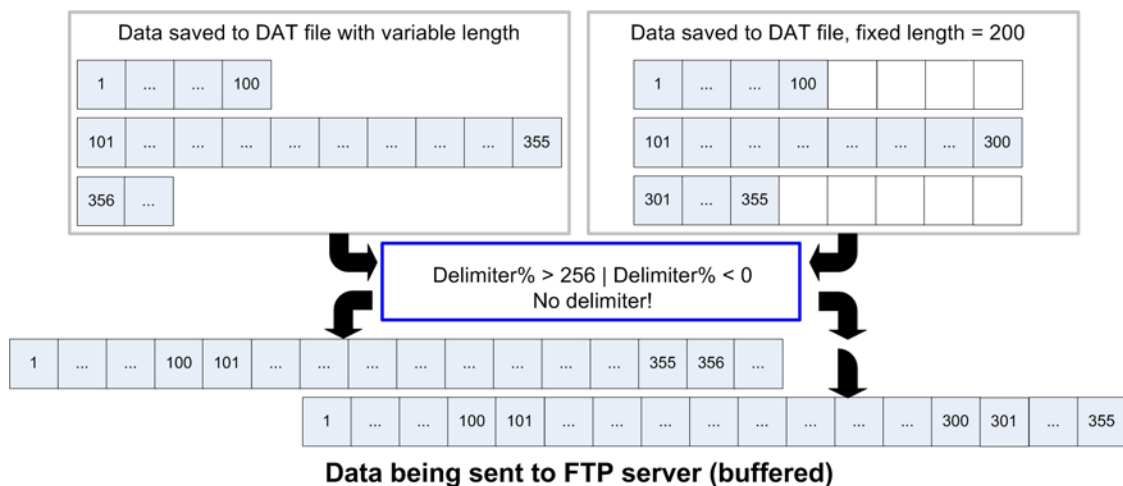 Data saved to DAT file with variable length
1 ... ... 100
101 ... ... ... ... ... ... ... ... 355
356 ...
Data saved to DAT file, fixed length = 200
1 ... ... 100
101 ... ... ... ... ... ... 300
301 ... 355
Delimiter% > 256 | Delimiter% < 0
No delimiter!
1 ... ... 100 101 ... ... ... ... ... ... ... ... 355 356 ...
1 ... ... 100 101 ... ... ... ... ... ... ... 300 301 ... 355
Data being sent to FTP server (buffered)